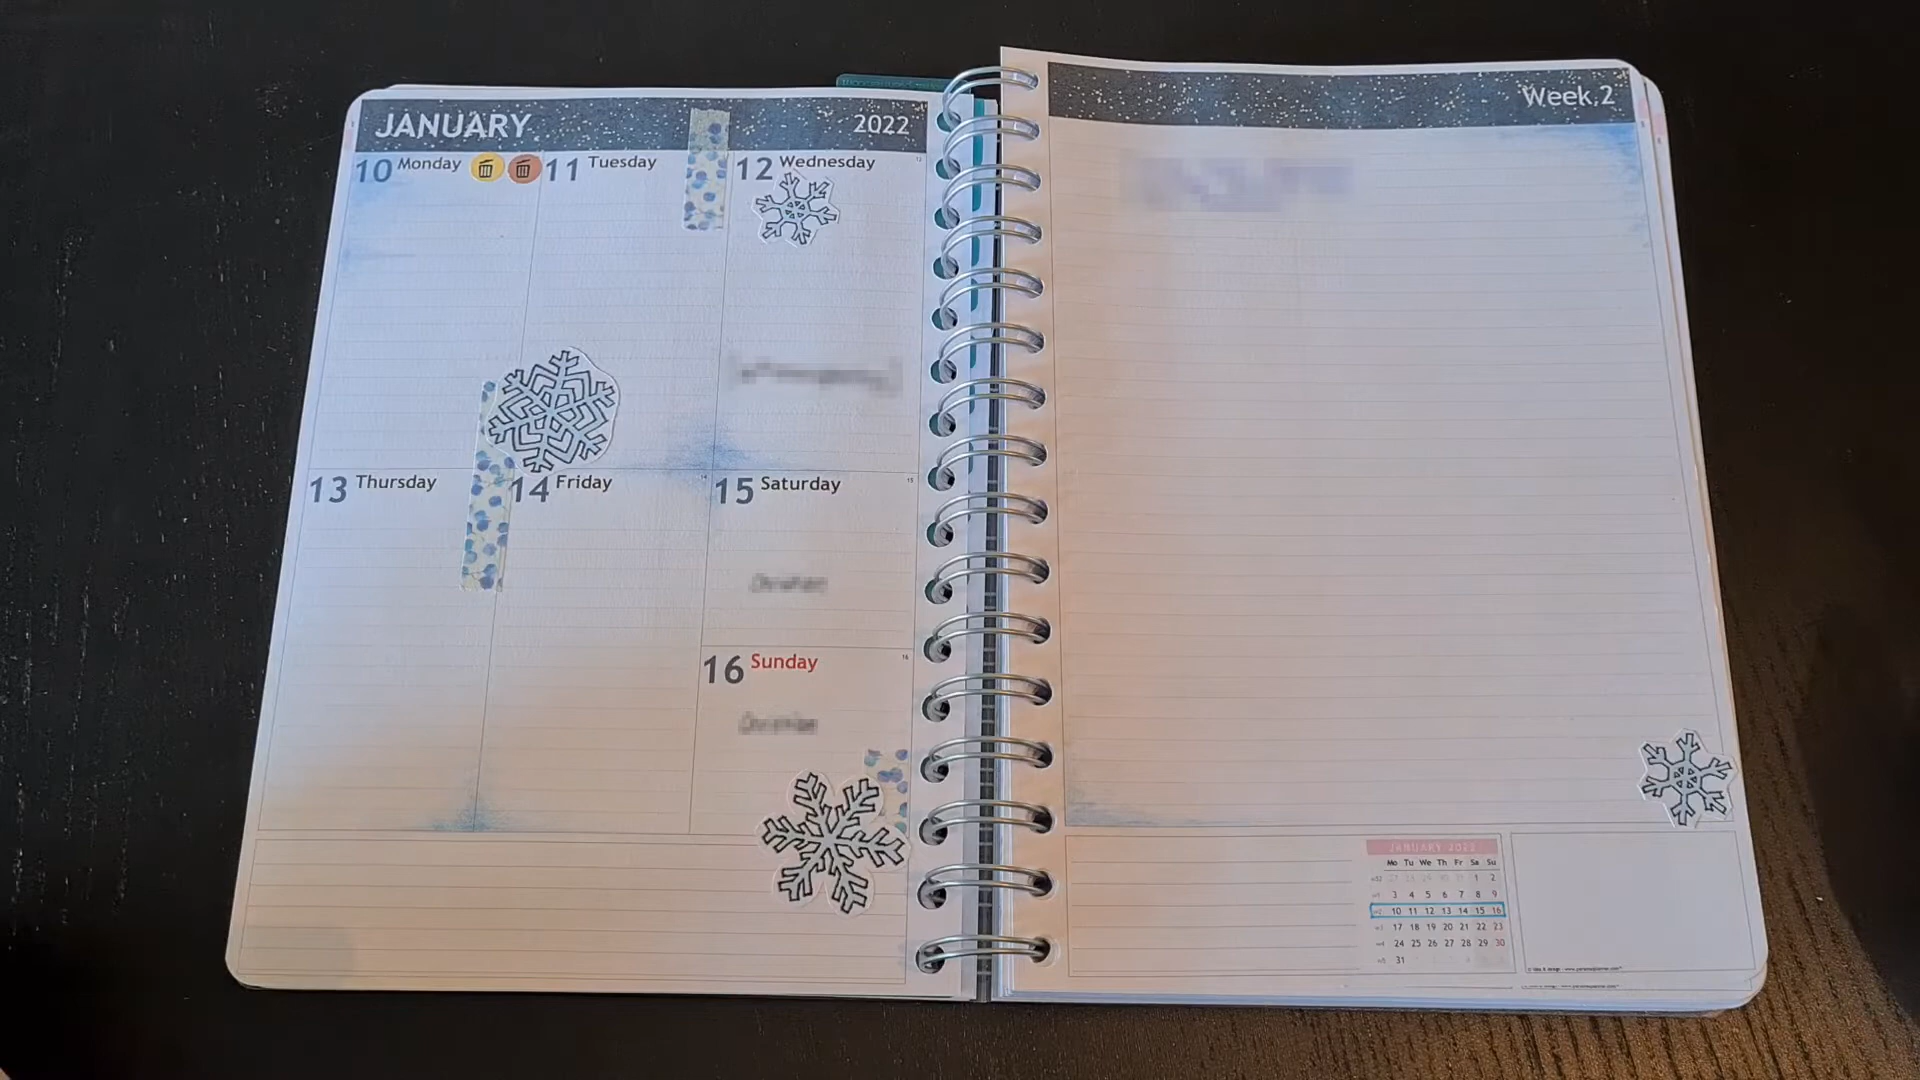 JANUARY 2022
10 Monday
11 Tuesday
12 Wednesday
13 Thursday
14 Friday
15 Saturday
16 Sunday
Week 2
JANUARY 2022
Mo Tu We Th Fr Sa Su
1 2
3 4 5 6 7 8 9
10 11 12 13 14 15 16
17 18 19 20 21 22 23
24 25 26 27 28 29 30
31